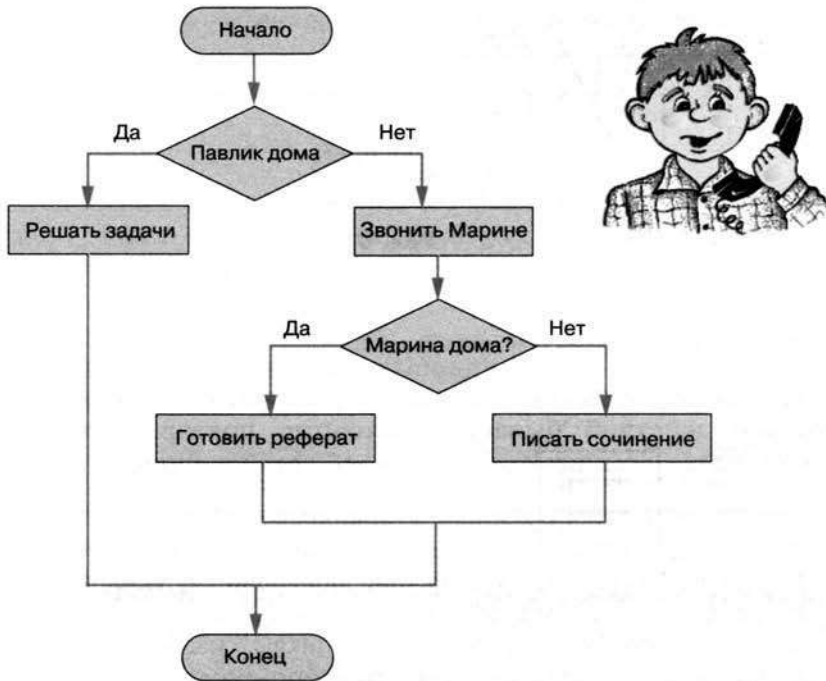 Начало
Да
Нет
Павлик дома
Решать задачи
Звонить Марине
Да
Нет
Марина дома?
Готовить реферат
Писать сочинение
Конец